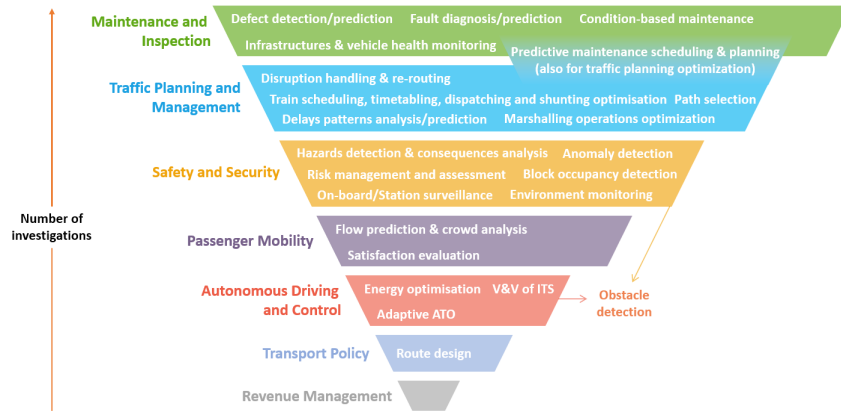 Maintenance and
Inspection
Defect detection/prediction Fault diagnosis/prediction Condition-based maintenance
Infrastructures & vehicle health monitoring
Predictive maintenance scheduling & planning
(also for traffic planning optimization)
Traffic Planning and
Management
Disruption handling & re-routing
Train scheduling, timetabling, dispatching and shunting optimisation Path selection
Delays patterns analysis/prediction Marshalling operations optimization
Safety and Security
Hazards detection & consequences analysis Anomaly detection
Risk management and assessment Block occupancy detection
On-board/Station surveillance Environment monitoring
Number of
investigations
Passenger Mobility
Flow prediction & crowd analysis
Satisfaction evaluation
Autonomous Driving
and Control
Energy optimisation V&V of ITS
Adaptive ATO
Obstacle
detection
Transport Policy
Route design
Revenue Management